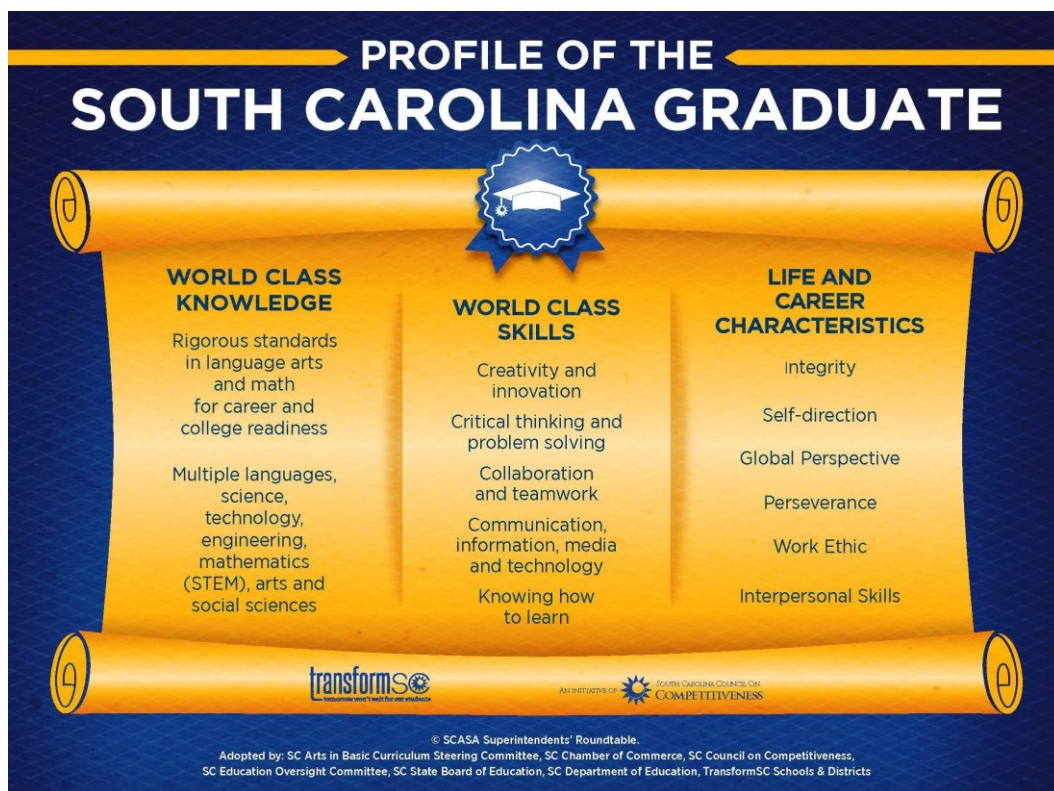 PROFILE OF THE
SOUTH CAROLINA GRADUATE
WORLD CLASS
KNOWLEDGE
Rigorous standards
in language arts
and math
for career and
college readiness
Multiple languages,
science,
technology,
engineering,
mathematics
(STEM), arts and
social sciences
WORLD CLASS
SKILLS
Creativity and
innovation
Critical thinking and
problem solving
Collaboration
and teamwork
Communication,
information, media
and technology
Knowing how
to learn
LIFE AND
CAREER
CHARACTERISTICS
Integrity
Self-direction
Global Perspective
Perseverance
Work Ethic
Interpersonal Skills
transformSC
tomorrow won't wait for our students
AN INITIATIVE OF
SOUTH CAROLINA COUNCIL ON
COMPETITIVENESS
© SCASA Superintendents' Roundtable.
Adopted by: SC Arts in Basic Curriculum Steering Committee, SC Chamber of Commerce, SC Council on Competitiveness,
SC Education Oversight Committee, SC State Board of Education, SC Department of Education, TransformSC Schools & Districts